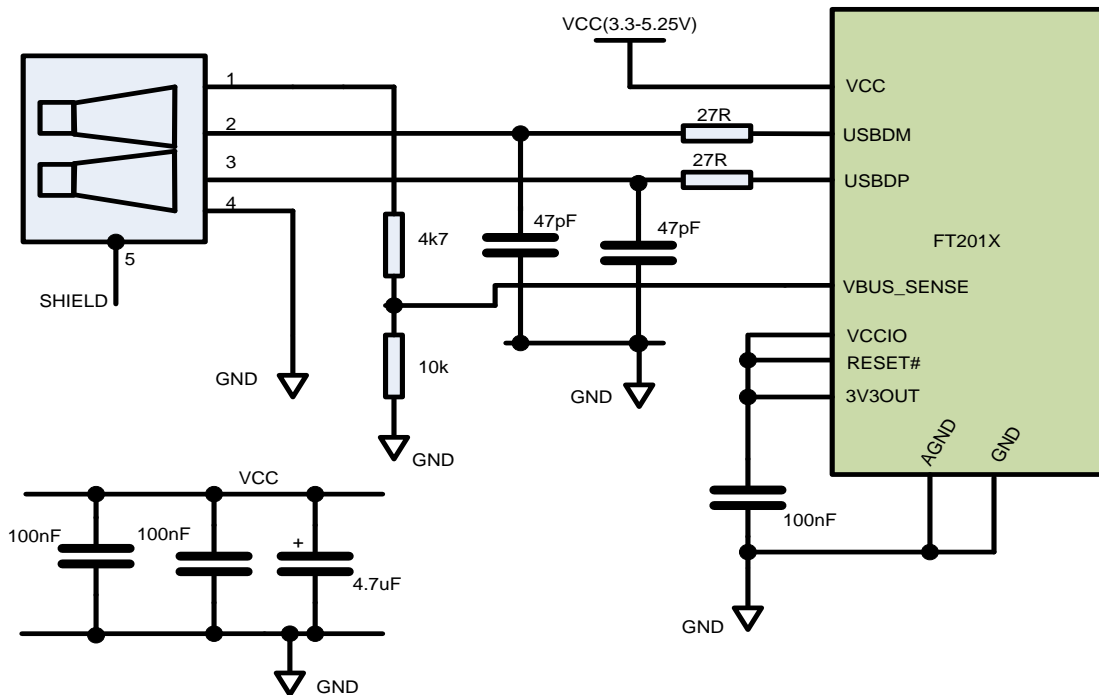 VCC(3.3-5.25V)
1
VCC
27R
2
USBDM
27R
3
USBDP
4
47pF
47pF
4k7
FT201X
5
SHIELD
VBUS_SENSE
VCCIO
10k
RESET#
GND
3V3OUT
GND
AGND
GND
GND
VCC
100nF
100nF
100nF
+
4.7uF
GND
GND